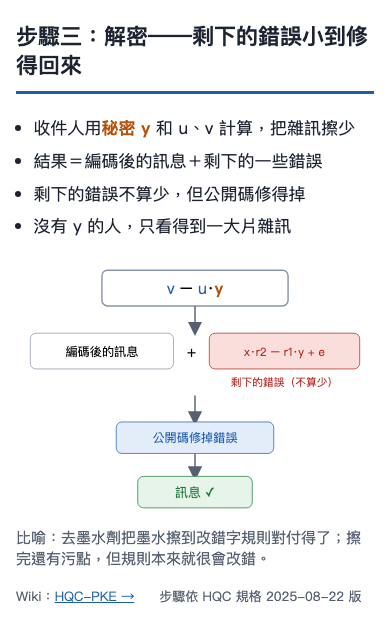 步驟三：解密——剩下的錯誤小到修
得回來
• 收件人用秘密 y 和 u、v 計算，把雜訊擦少
• 結果＝編碼後的訊息＋剩下的一些錯誤
• 剩下的錯誤不算少，但公開碼修得掉
• 沒有 y 的人，只看得到一大片雜訊
v − u·y
編碼後的訊息 + x·r2 − r1·y + e
剩下的錯誤（不算少）
公開碼修掉錯誤
訊息 ✓
比喻：去墨水劑把墨水擦到改錯字規則對付得了；擦
完還有污點，但規則本來就很會改錯。
Wiki：HQC-PKE → 步驟依 HQC 規格 2025-08-22 版